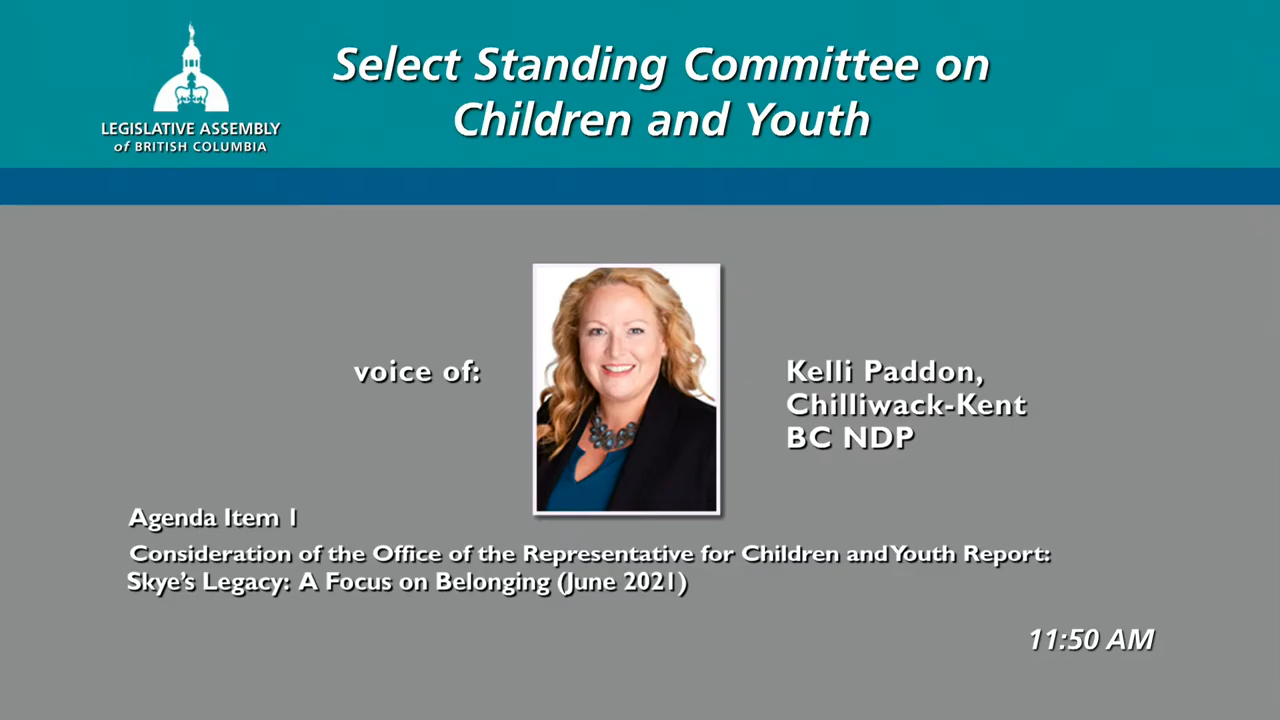 Select Standing Committee on
Children and Youth
LEGISLATIVE ASSEMBLY
of BRITISH COLUMBIA
voice of:
Kelli Paddon,
Chilliwack-Kent
BC NDP
Agenda Item 1
Consideration of the Office of the Representative for Children and Youth Report:
Skye's Legacy: A Focus on Belonging (June 2021)
11:50 AM